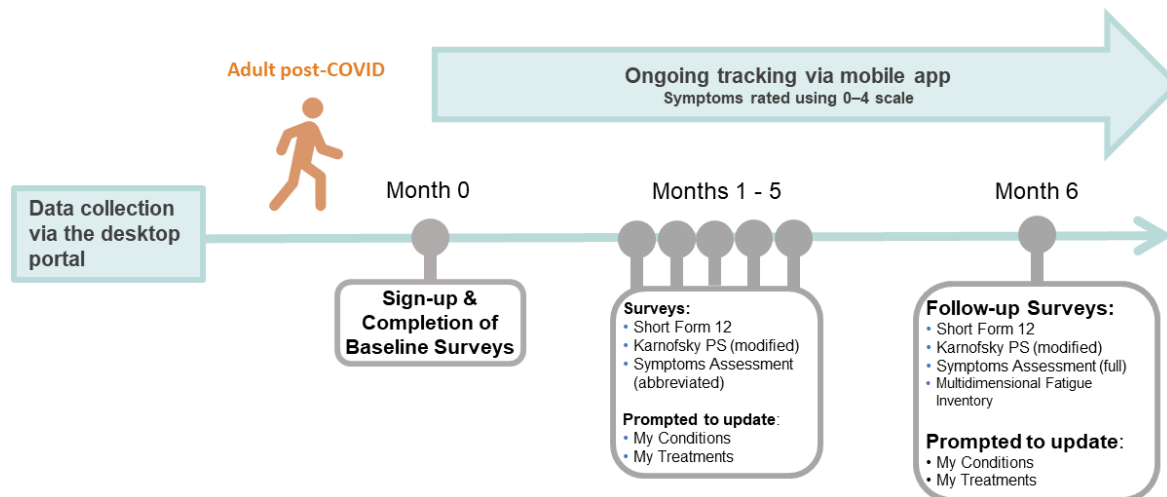 Adult post-COVID
Ongoing tracking via mobile app
Symptoms rated using 0–4 scale
Data collection
via the desktop
portal
Month 0
Sign-up &
Completion of
Baseline Surveys
Months 1 - 5
Surveys:
• Short Form 12
• Karnofsky PS (modified)
• Symptoms Assessment
(abbreviated)
Prompted to update:
• My Conditions
• My Treatments
Month 6
Follow-up Surveys:
• Short Form 12
• Karnofsky PS (modified)
• Symptoms Assessment (full)
• Multidimensional Fatigue
Inventory
Prompted to update:
• My Conditions
• My Treatments